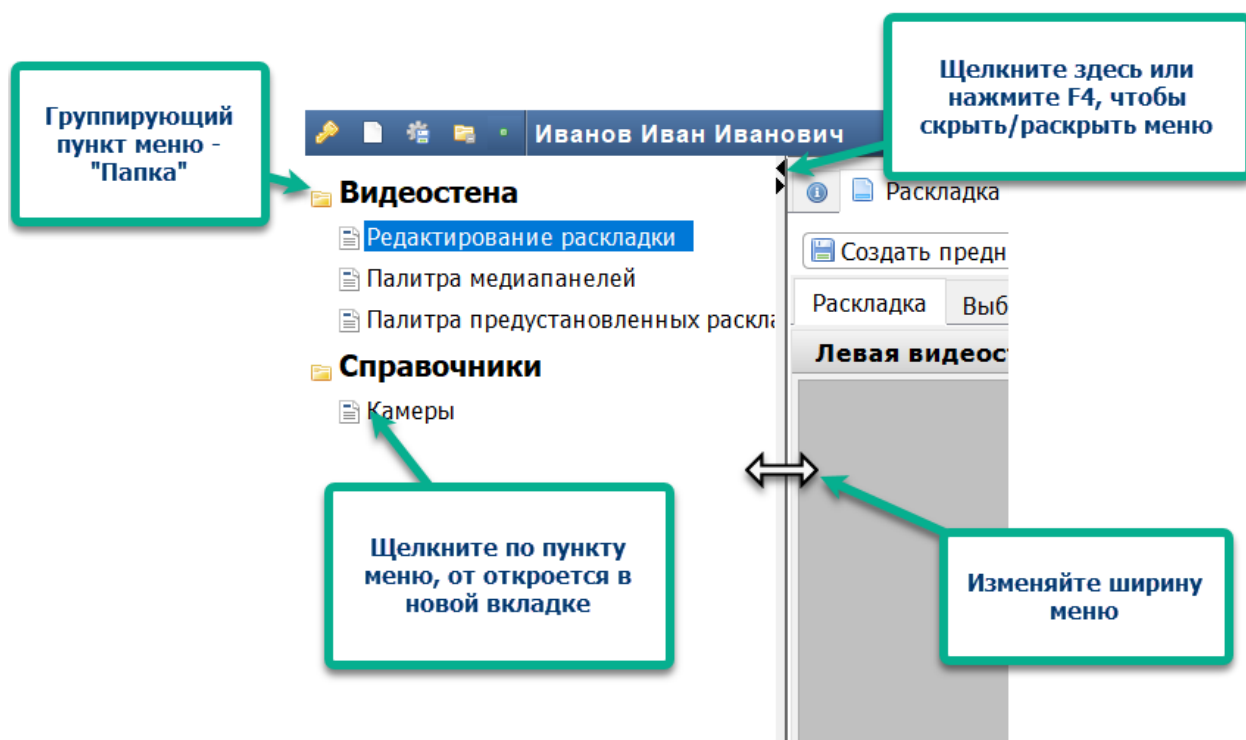 Щелкните здесь или
нажмите F4, чтобы
скрыть/раскрыть меню
Группирующий
пункт меню -
"Папка"
Иванов Иван Иванович
Видеостена
Редактирование раскладки
Палитра медиапанелей
Палитра предустановленных раскла
Справочники
Камеры
Раскладка
Создать предн
Раскладка Выб
Левая видеос
Щелкните по пункту
меню, от откроется в
новой вкладке
Изменяйте ширину
меню